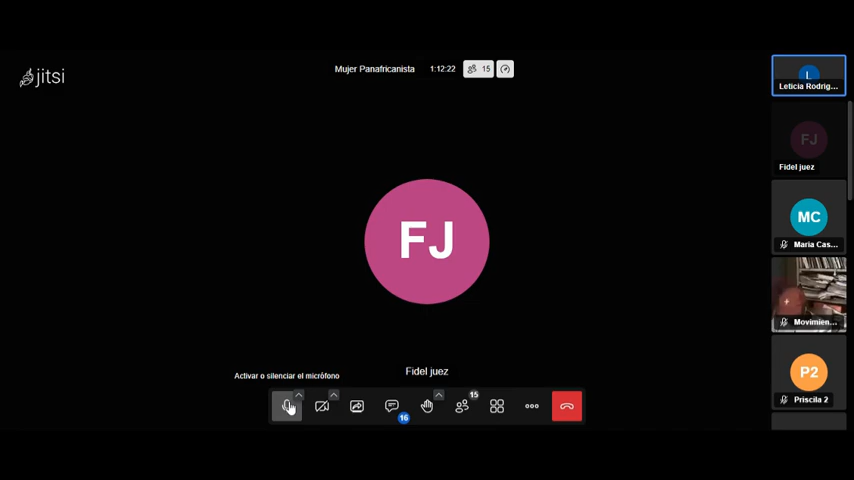 jitsi
Mujer Panafricanista 1:12:22 15
L
Leticia Rodrig...
FJ
Fidel juez
MC
Maria Cas...
Movimien...
P2
Priscila 2
FJ
Fidel juez
Activar o silenciar el micrófono
15
16